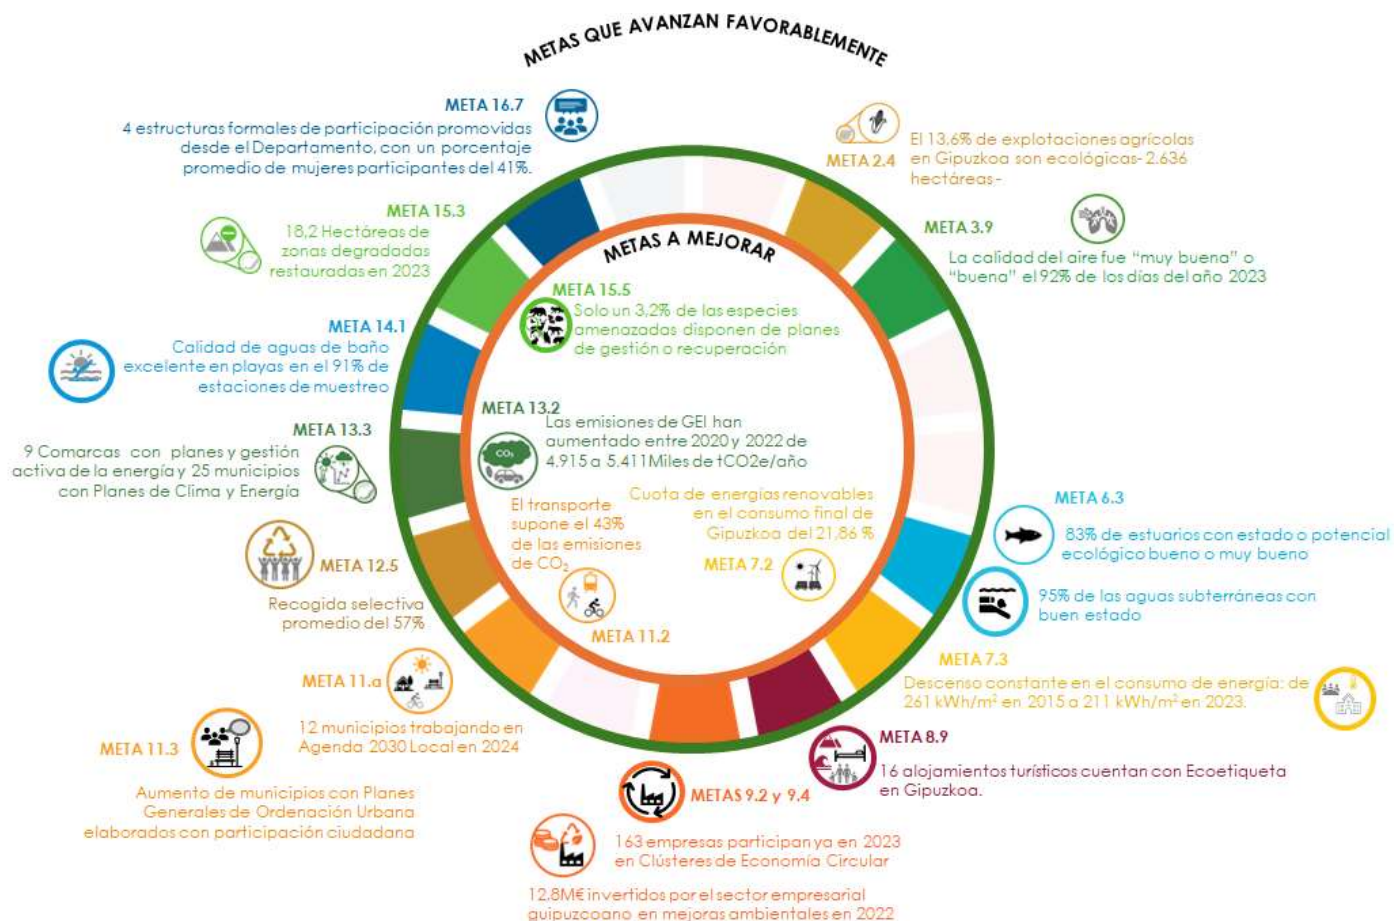 METAS QUE AVANZAN FAVORABLEMENTE
META 16.7
4 estructuras formales de participación promovidas
desde el Departamento, con un porcentaje
promedio de mujeres participantes del 41%.
META 2.4
El 13,6% de explotaciones agrícolas
en Gipuzkoa son ecológicas- 2.636
hectáreas-
META 15.3
18,2 Hectáreas de
zonas degradadas
restauradas en 2023
META 3.9
La calidad del aire fue “muy buena” o
“buena” el 92% de los días del año 2023
METAS A MEJORAR
META 15.5
Solo un 3,2% de las especies
amenazadas disponen de planes
de gestión o recuperación
META 14.1
Calidad de aguas de baño
excelente en playas en el 91% de
estaciones de muestreo
META 13.2
Las emisiones de GEI han
aumentado entre 2020 y 2022 de
4.915 a 5.411Miles de tCO2e/año
CO₂
META 13.3
9 Comarcas con planes y gestión
activa de la energía y 25 municipios
con Planes de Clima y Energía
El transporte
supone el 43%
de las emisiones
de CO₂
META 11.2
Cuota de energías renovables
en el consumo final de
Gipuzkoa del 21,86 %
META 7.2
META 6.3
83% de estuarios con estado o potencial
ecológico bueno o muy bueno
95% de las aguas subterráneas con
buen estado
META 12.5
Recogida selectiva
promedio del 57%
META 7.3
Descenso constante en el consumo de energía: de
261 kWh/m² en 2015 a 211 kWh/m² en 2023.
META 11.a
12 municipios trabajando en
Agenda 2030 Local en 2024
META 8.9
16 alojamientos turísticos cuentan con Ecoetiqueta
en Gipuzkoa.
META 11.3
Aumento de municipios con Planes
Generales de Ordenación Urbana
elaborados con participación ciudadana
METAS 9.2 y 9.4
163 empresas participan ya en 2023
en Clústeres de Economía Circular
12,8M€ invertidos por el sector empresarial
guipuzcoano en mejoras ambientales en 2022